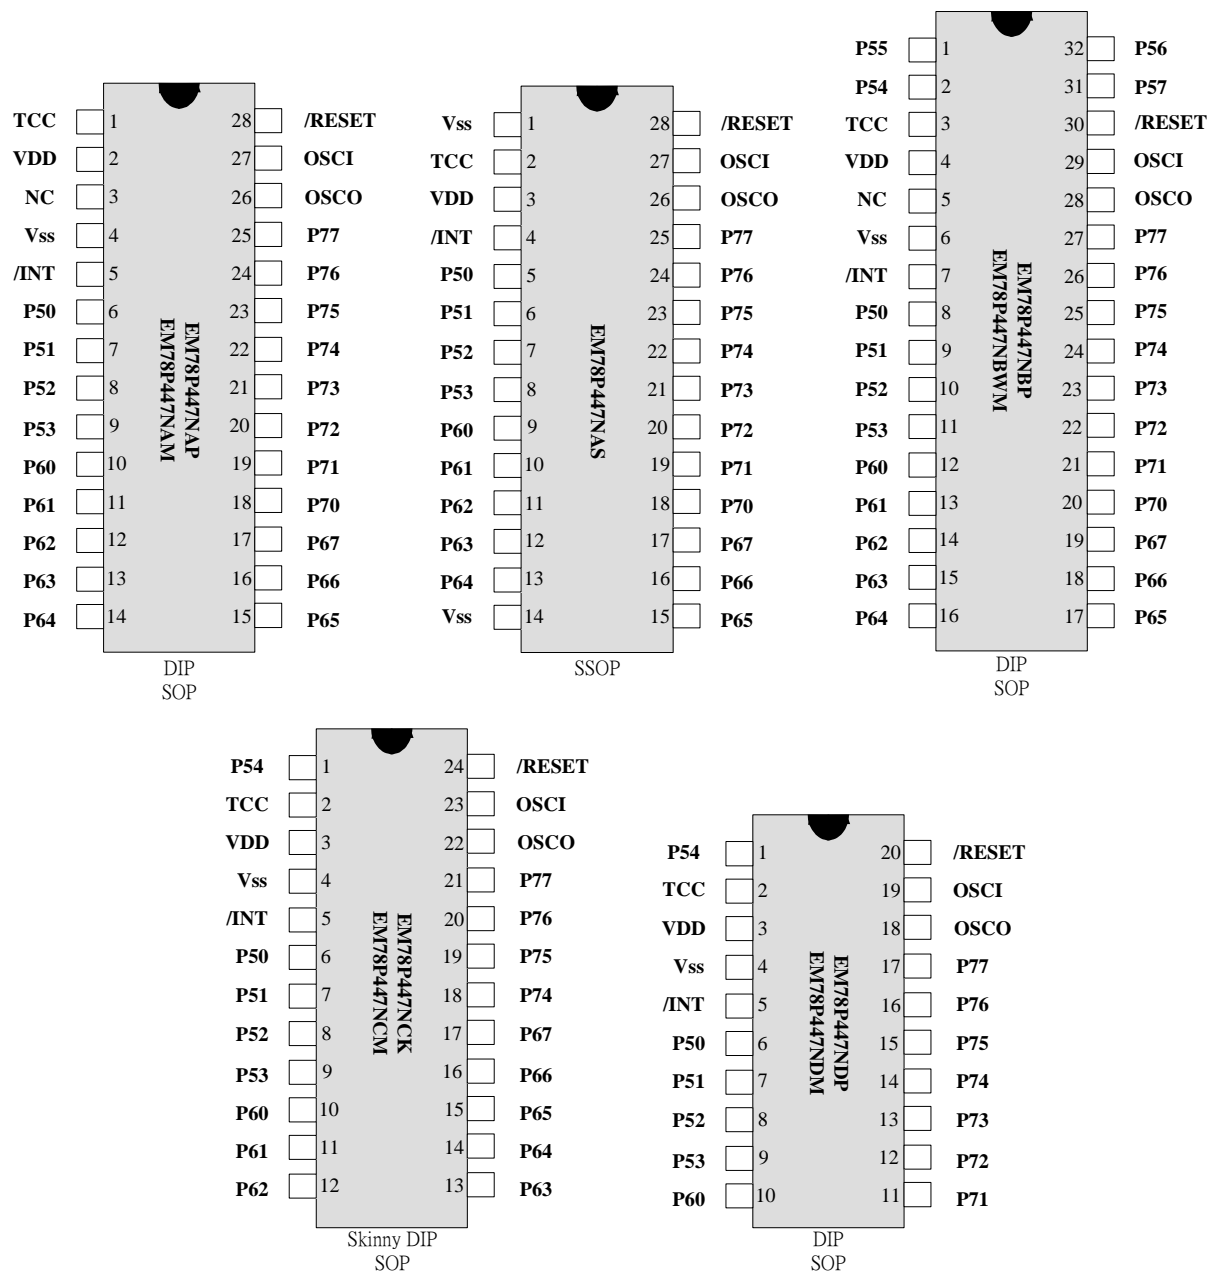 TCC 1 28 /RESET
VDD 2 27 OSCI
NC 3 26 OSCO
Vss 4 25 P77
/INT 5 24 P76
P50 6 23 P75
P51 7 22 P74
P52 8 21 P73
P53 9 20 P72
P60 10 19 P71
P61 11 18 P70
P62 12 17 P67
P63 13 16 P66
P64 14 15 P65
EM78P447NAP
EM78P447NAM
DIP
SOP
Vss 1 28 /RESET
TCC 2 27 OSCI
VDD 3 26 OSCO
/INT 4 25 P77
P50 5 24 P76
P51 6 23 P75
P52 7 22 P74
P53 8 21 P73
P60 9 20 P72
P61 10 19 P71
P62 11 18 P70
P63 12 17 P67
P64 13 16 P66
Vss 14 15 P65
EM78P447NAS
SSOP
P55 1 32 P56
P54 2 31 P57
TCC 3 30 /RESET
VDD 4 29 OSCI
NC 5 28 OSCO
Vss 6 27 P77
/INT 7 26 P76
P50 8 25 P75
P51 9 24 P74
P52 10 23 P73
P53 11 22 P72
P60 12 21 P71
P61 13 20 P70
P62 14 19 P67
P63 15 18 P66
P64 16 17 P65
EM78P447NBP
EM78P447NBWM
DIP
SOP
P54 1 24 /RESET
TCC 2 23 OSCI
VDD 3 22 OSCO
Vss 4 21 P77
/INT 5 20 P76
P50 6 19 P75
P51 7 18 P74
P52 8 17 P67
P53 9 16 P66
P60 10 15 P65
P61 11 14 P64
P62 12 13 P63
EM78P447NCK
EM78P447NCM
Skinny DIP
SOP
P54 1 20 /RESET
TCC 2 19 OSCI
VDD 3 18 OSCO
Vss 4 17 P77
/INT 5 16 P76
P50 6 15 P75
P51 7 14 P74
P52 8 13 P73
P53 9 12 P72
P60 10 11 P71
EM78P447NDP
EM78P447NDM
DIP
SOP